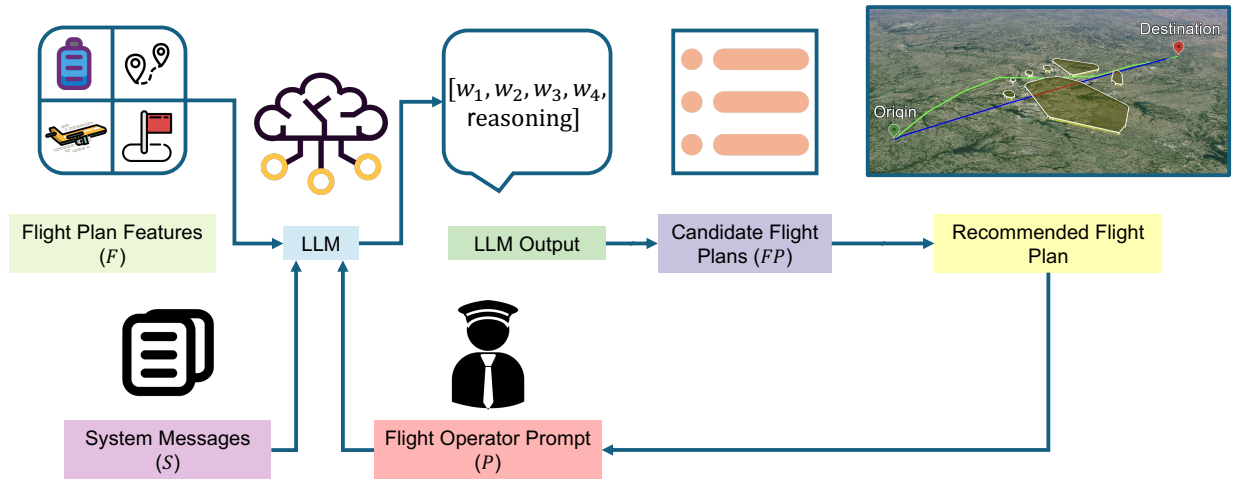 [w₁, w₂, w₃, w₄,
reasoning]
Destination
Origin
Flight Plan Features
(F)
LLM
LLM Output
Candidate Flight
Plans (FP)
Recommended Flight
Plan
System Messages
(S)
Flight Operator Prompt
(P)